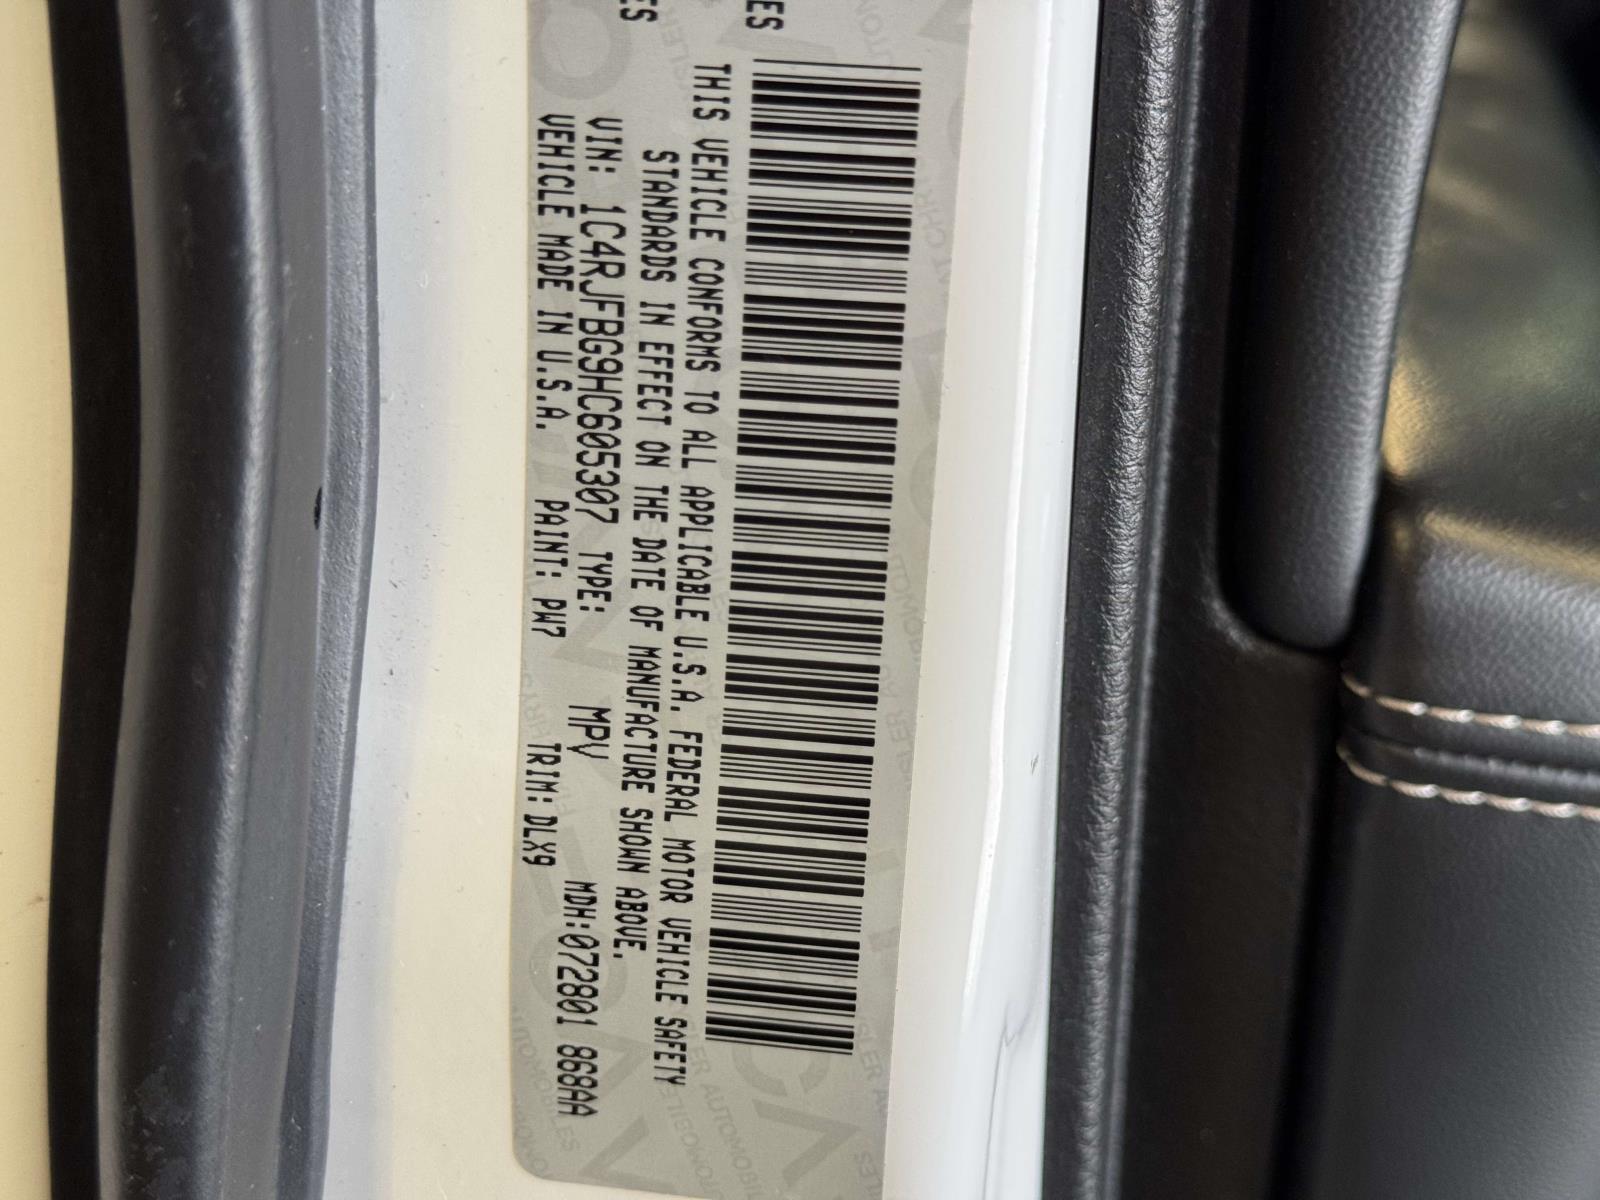 THIS VEHICLE CONFORMS TO ALL APPLICABLE U.S.A. FEDERAL MOTOR VEHICLE SAFETY
STANDARDS IN EFFECT ON THE DATE OF MANUFACTURE SHOWN ABOVE.
VIN: 1C4RJFBG9HC605307 TYPE: MPV MDH:072801 868AA
VEHICLE MADE IN U.S.A. PAINT: PW7 TRIM: DLX9